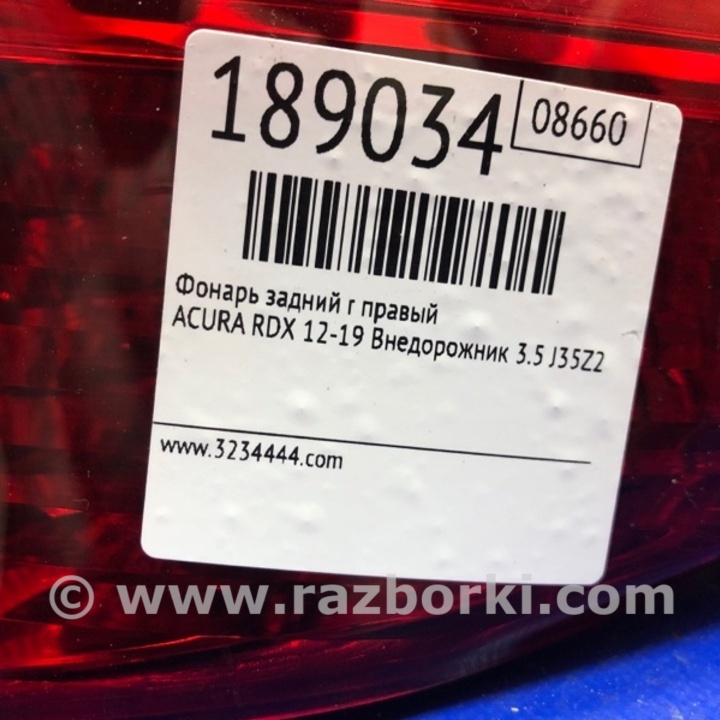 189034
08660
Фонарь задний г правый
ACURA RDX 12-19 Внедорожник 3.5 J35Z2
www.3234444.com
© www.razborki.com